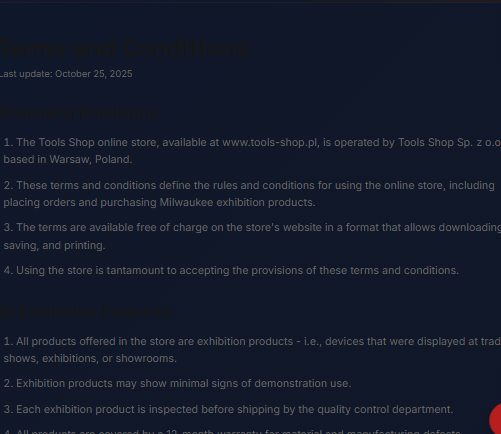 Terms and Conditions
Last update: October 25, 2025
1. The Tools Shop online store, available at www.tools-shop.pl, is operated by Tools Shop Sp. z o.o
based in Warsaw, Poland.
2. These terms and conditions define the rules and conditions for using the online store, including
placing orders and purchasing Milwaukee exhibition products.
3. The terms are available free of charge on the store's website in a format that allows downloading
saving, and printing.
4. Using the store is tantamount to accepting the provisions of these terms and conditions.
1. All products offered in the store are exhibition products - i.e., devices that were displayed at trad
shows, exhibitions, or showrooms.
2. Exhibition products may show minimal signs of demonstration use.
3. Each exhibition product is inspected before shipping by the quality control department.
4. All products are covered by a 12-month warranty for material and manufacturing defects.